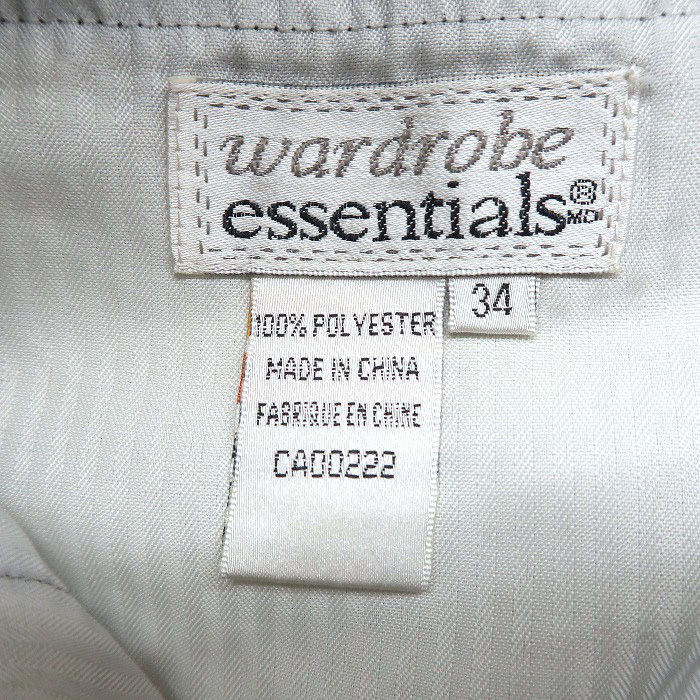 wardrobe
essentials® MD
34
100% POLYESTER
MADE IN CHINA
FABRIQUE EN CHINE
CA00222